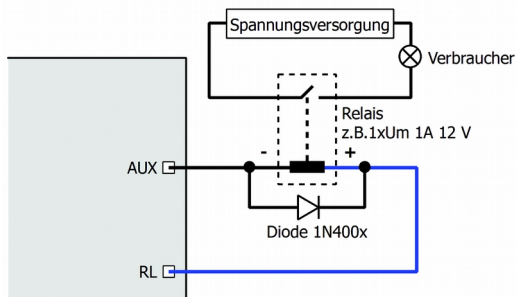 Spannungsversorgung
Verbraucher
Relais
z.B.1xUm 1A 12 V
- +
AUX
Diode 1N400x
RL